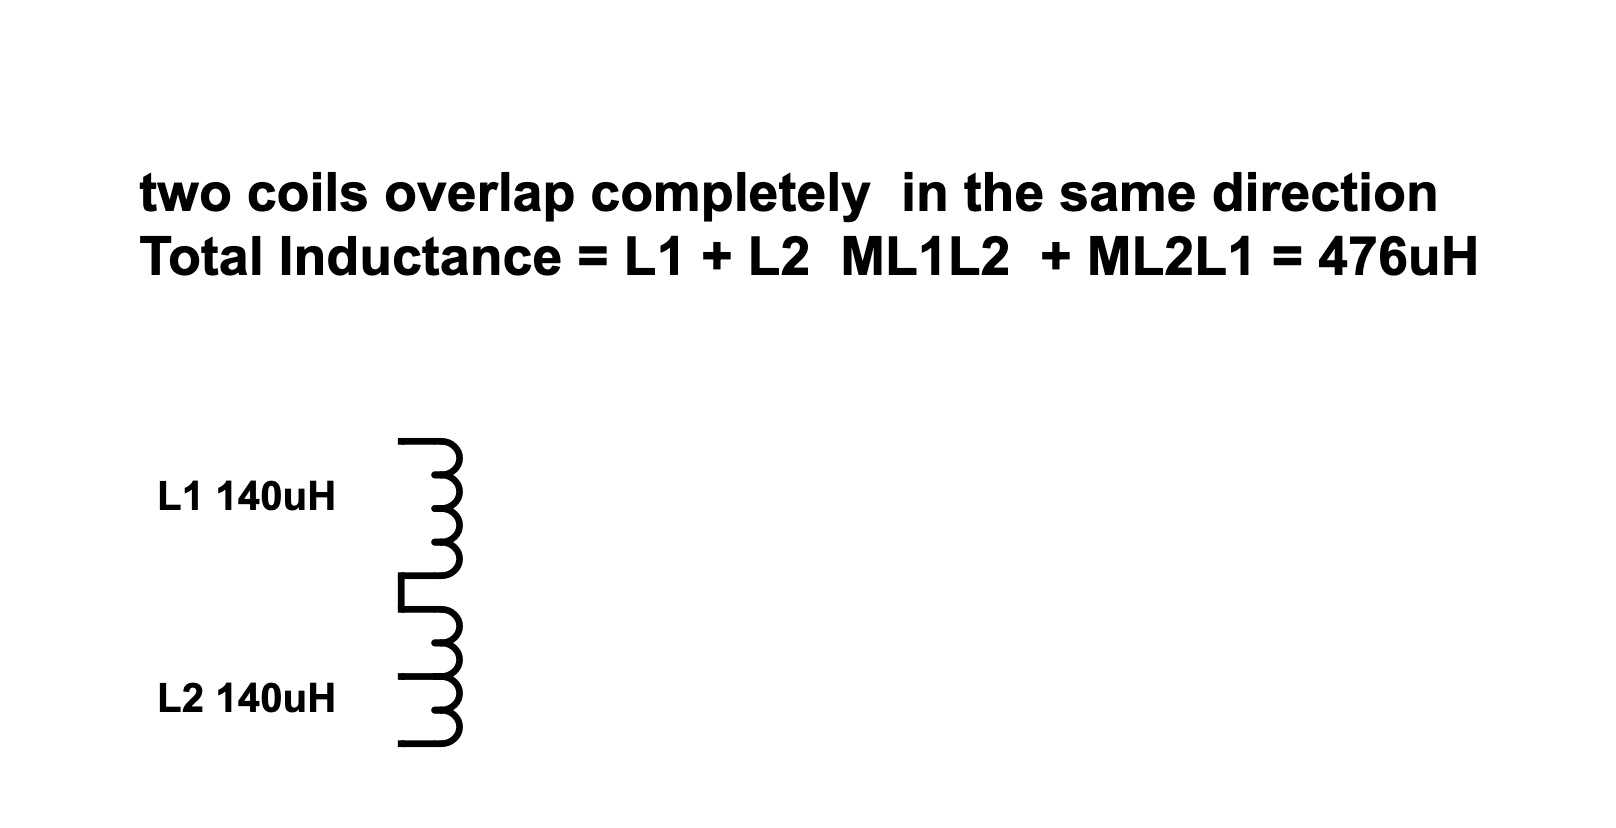 two coils overlap completely  in the same direction
Total Inductance = L1 + L2  ML1L2  + ML2L1 = 476uH
L1 140uH
L2 140uH